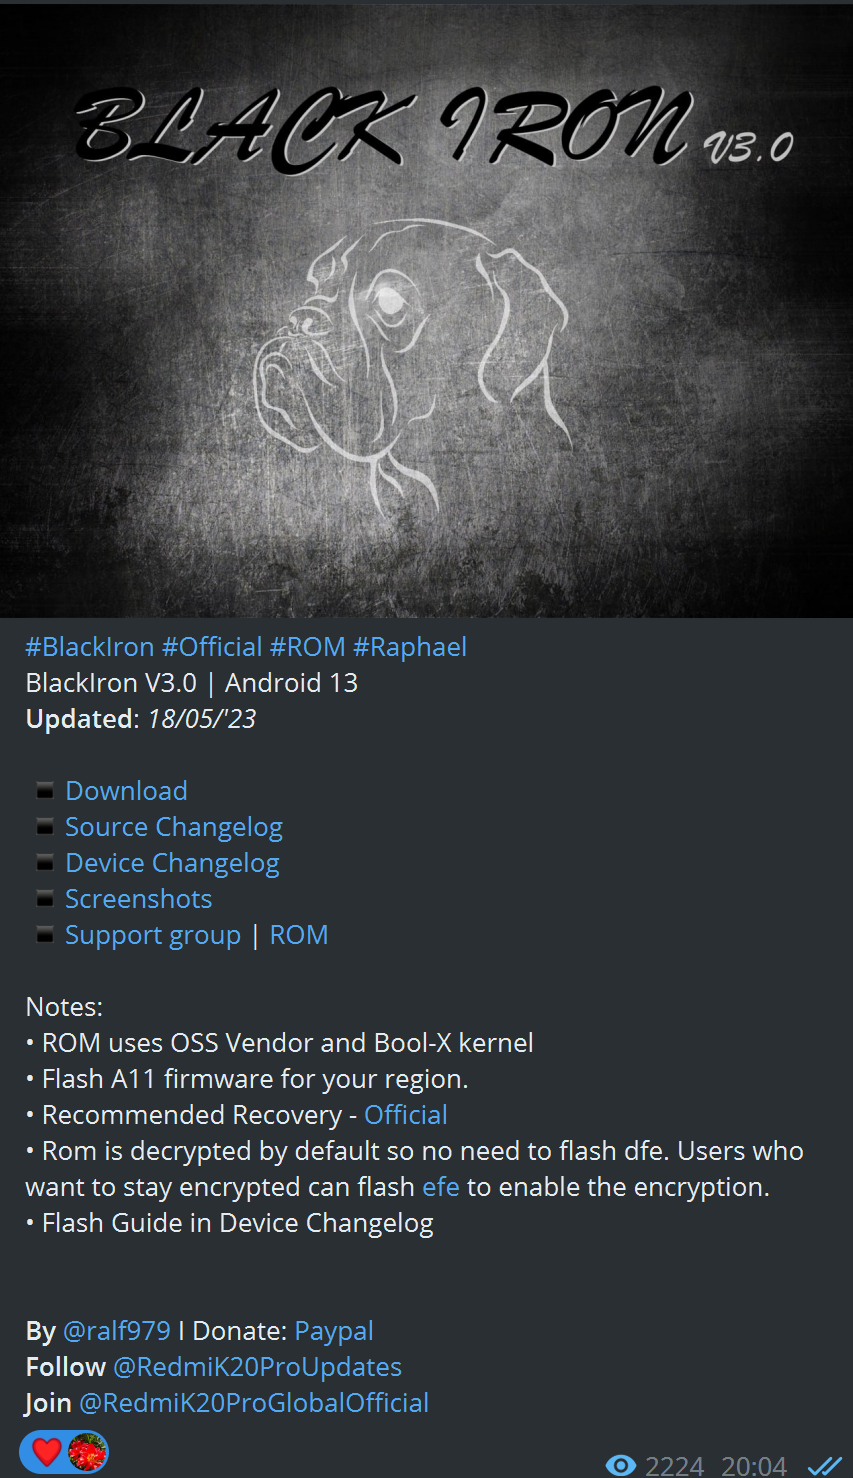 BLACK IRON V3.0
#BlackIron #Official #ROM #Raphael
BlackIron V3.0 | Android 13
Updated: 18/05/'23
▪ Download
▪ Source Changelog
▪ Device Changelog
▪ Screenshots
▪ Support group | ROM
Notes:
• ROM uses OSS Vendor and Bool-X kernel
• Flash A11 firmware for your region.
• Recommended Recovery - Official
• Rom is decrypted by default so no need to flash dfe. Users who
want to stay encrypted can flash efe to enable the encryption.
• Flash Guide in Device Changelog
By @ralf979 I Donate: Paypal
Follow @RedmiK20ProUpdates
Join @RedmiK20ProGlobalOfficial
2224 20:04